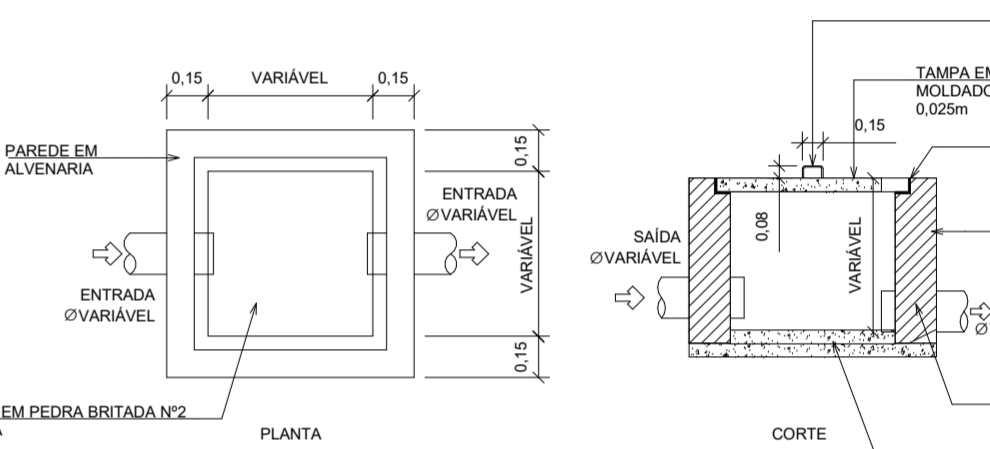 0,15 VARIÁVEL 0,15
PAREDE EM
ALVENARIA
0,15
ENTRADA
ØVARIÁVEL
VARIÁVEL
ENTRADA
ØVARIÁVEL
0,15
EM PEDRA BRITADA Nº2
PLANTA
TAMPA EM
MOLDADO
0,025m
0,15
0,08
VARIÁVEL
SAÍDA
ØVARIÁVEL
Ø
CORTE